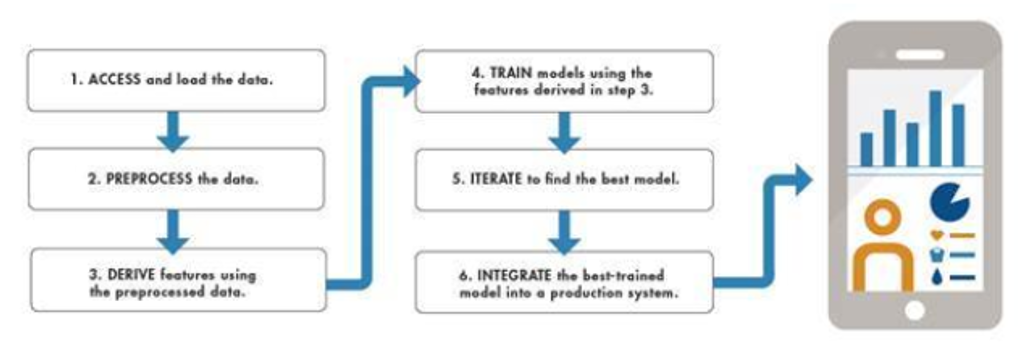 1. ACCESS and load the data.
2. PREPROCESS the data.
3. DERIVE features using
the preprocessed data.
4. TRAIN models using the
features derived in step 3.
5. ITERATE to find the best model.
6. INTEGRATE the best-trained
model into a production system.